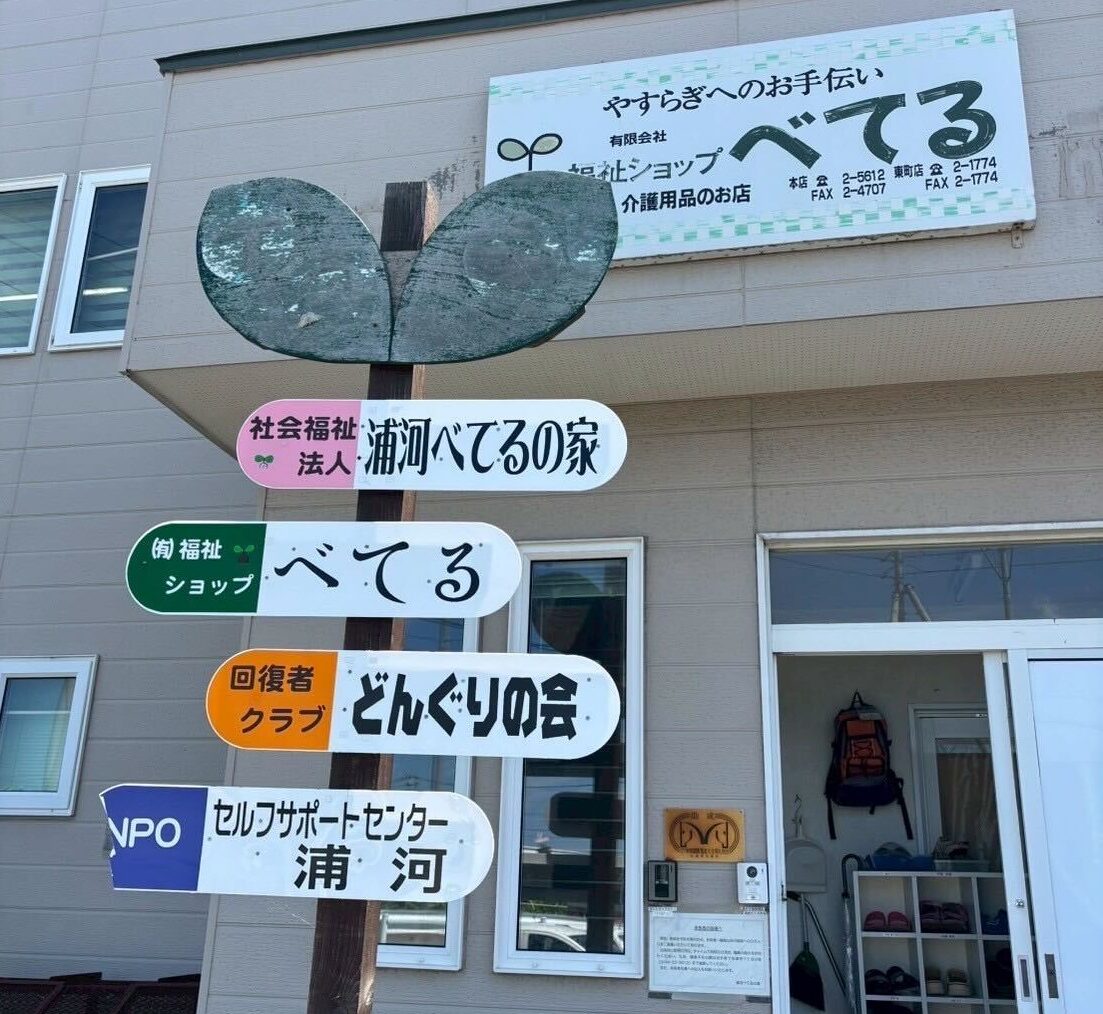 やすらぎへのお手伝い
有限会社
福祉ショップ べてる
介護用品のお店
本店 ☎ 2-5612 東町店 ☎ 2-1774
FAX 2-4707 FAX 2-1774
社会福祉
法人
浦河べてるの家
㈲福祉
ショップ
べてる
回復者
クラブ
どんぐりの会
NPO
セルフサポートセンター
浦河